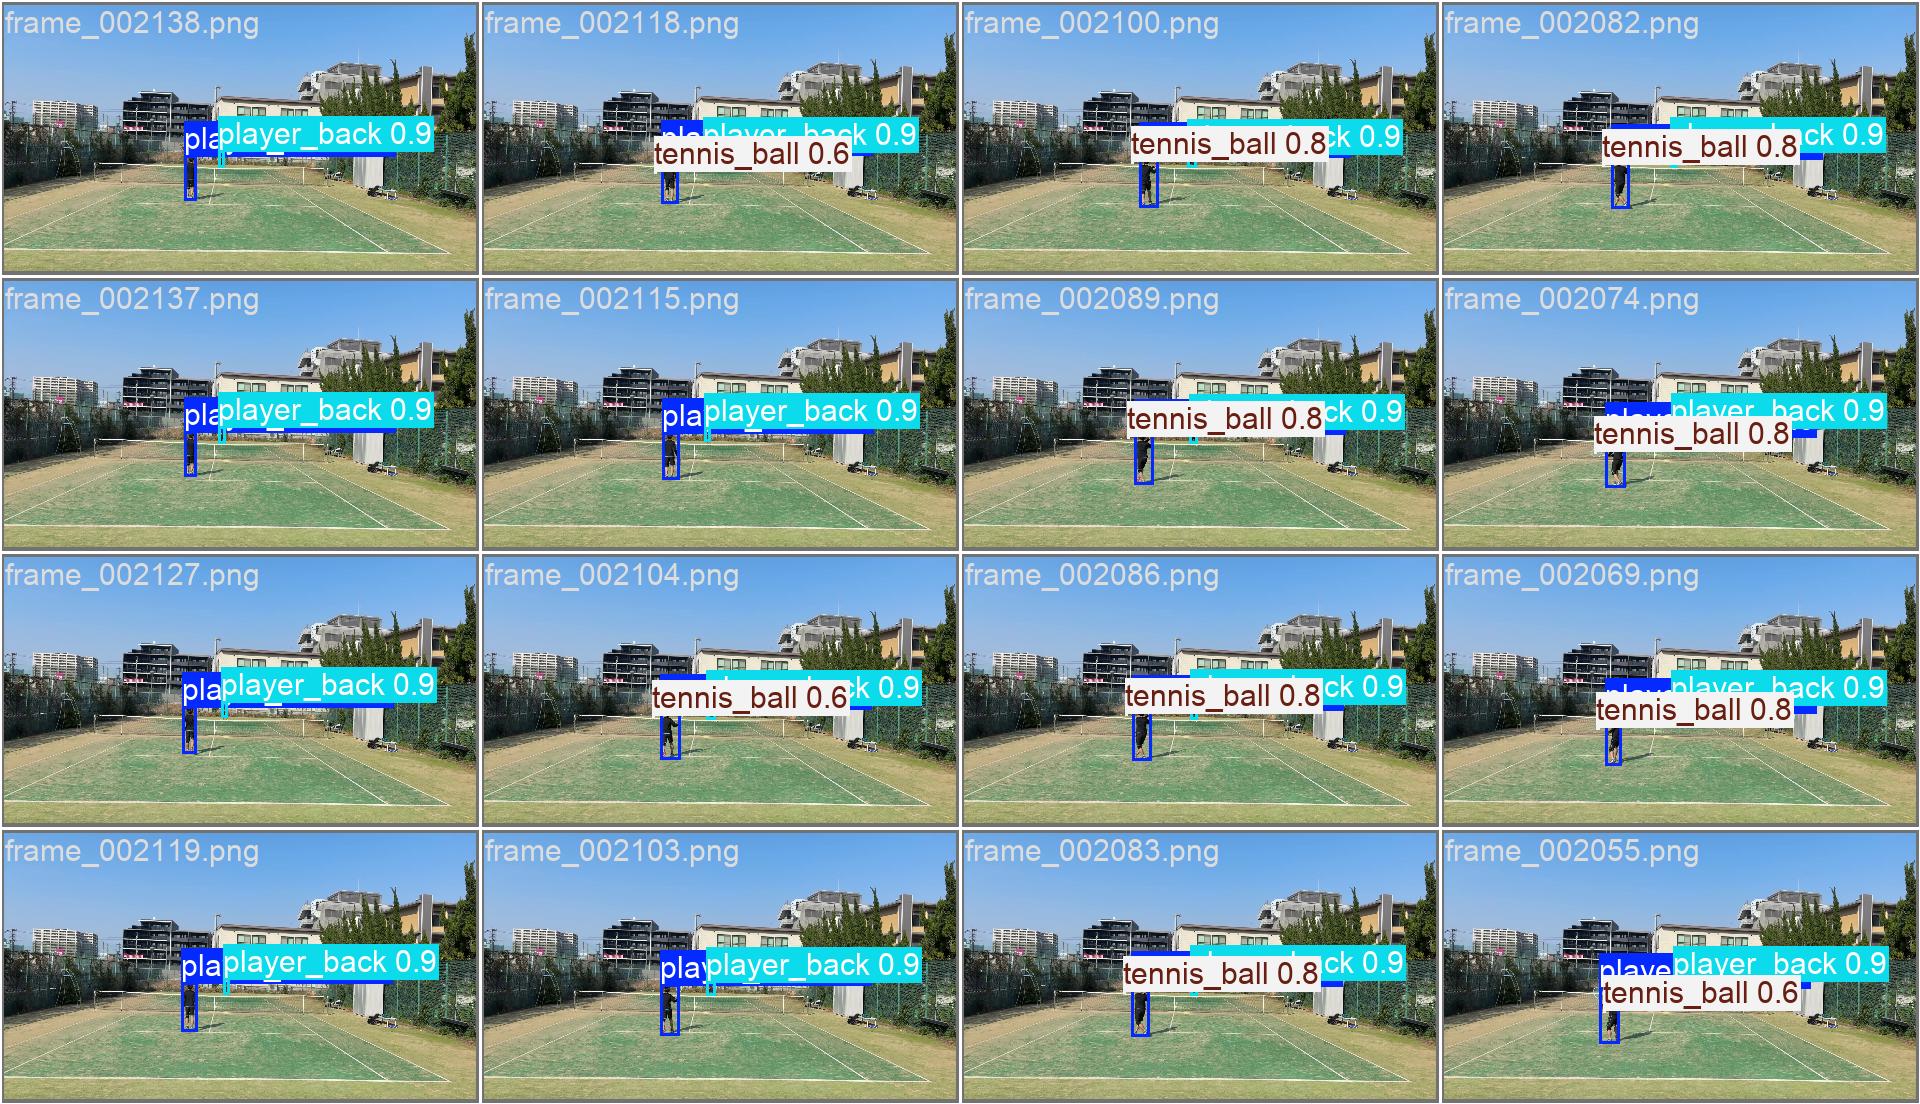 frame_002138.png
pla
player_back 0.9
frame_002118.png
player_back 0.9
tennis_ball 0.6
frame_002100.png
ck 0.9
tennis_ball 0.8
frame_002082.png
ck 0.9
tennis_ball 0.8
frame_002137.png
pla
player_back 0.9
frame_002115.png
pla
player_back 0.9
frame_002089.png
ck 0.9
tennis_ball 0.8
frame_002074.png
player_back 0.9
tennis_ball 0.8
frame_002127.png
pla
player_back 0.9
frame_002104.png
ck 0.9
tennis_ball 0.6
frame_002086.png
ck 0.9
tennis_ball 0.8
frame_002069.png
player_back 0.9
tennis_ball 0.8
frame_002119.png
pla
player_back 0.9
frame_002103.png
play
player_back 0.9
frame_002083.png
ck 0.9
tennis_ball 0.8
frame_002055.png
playe
player_back 0.9
tennis_ball 0.6